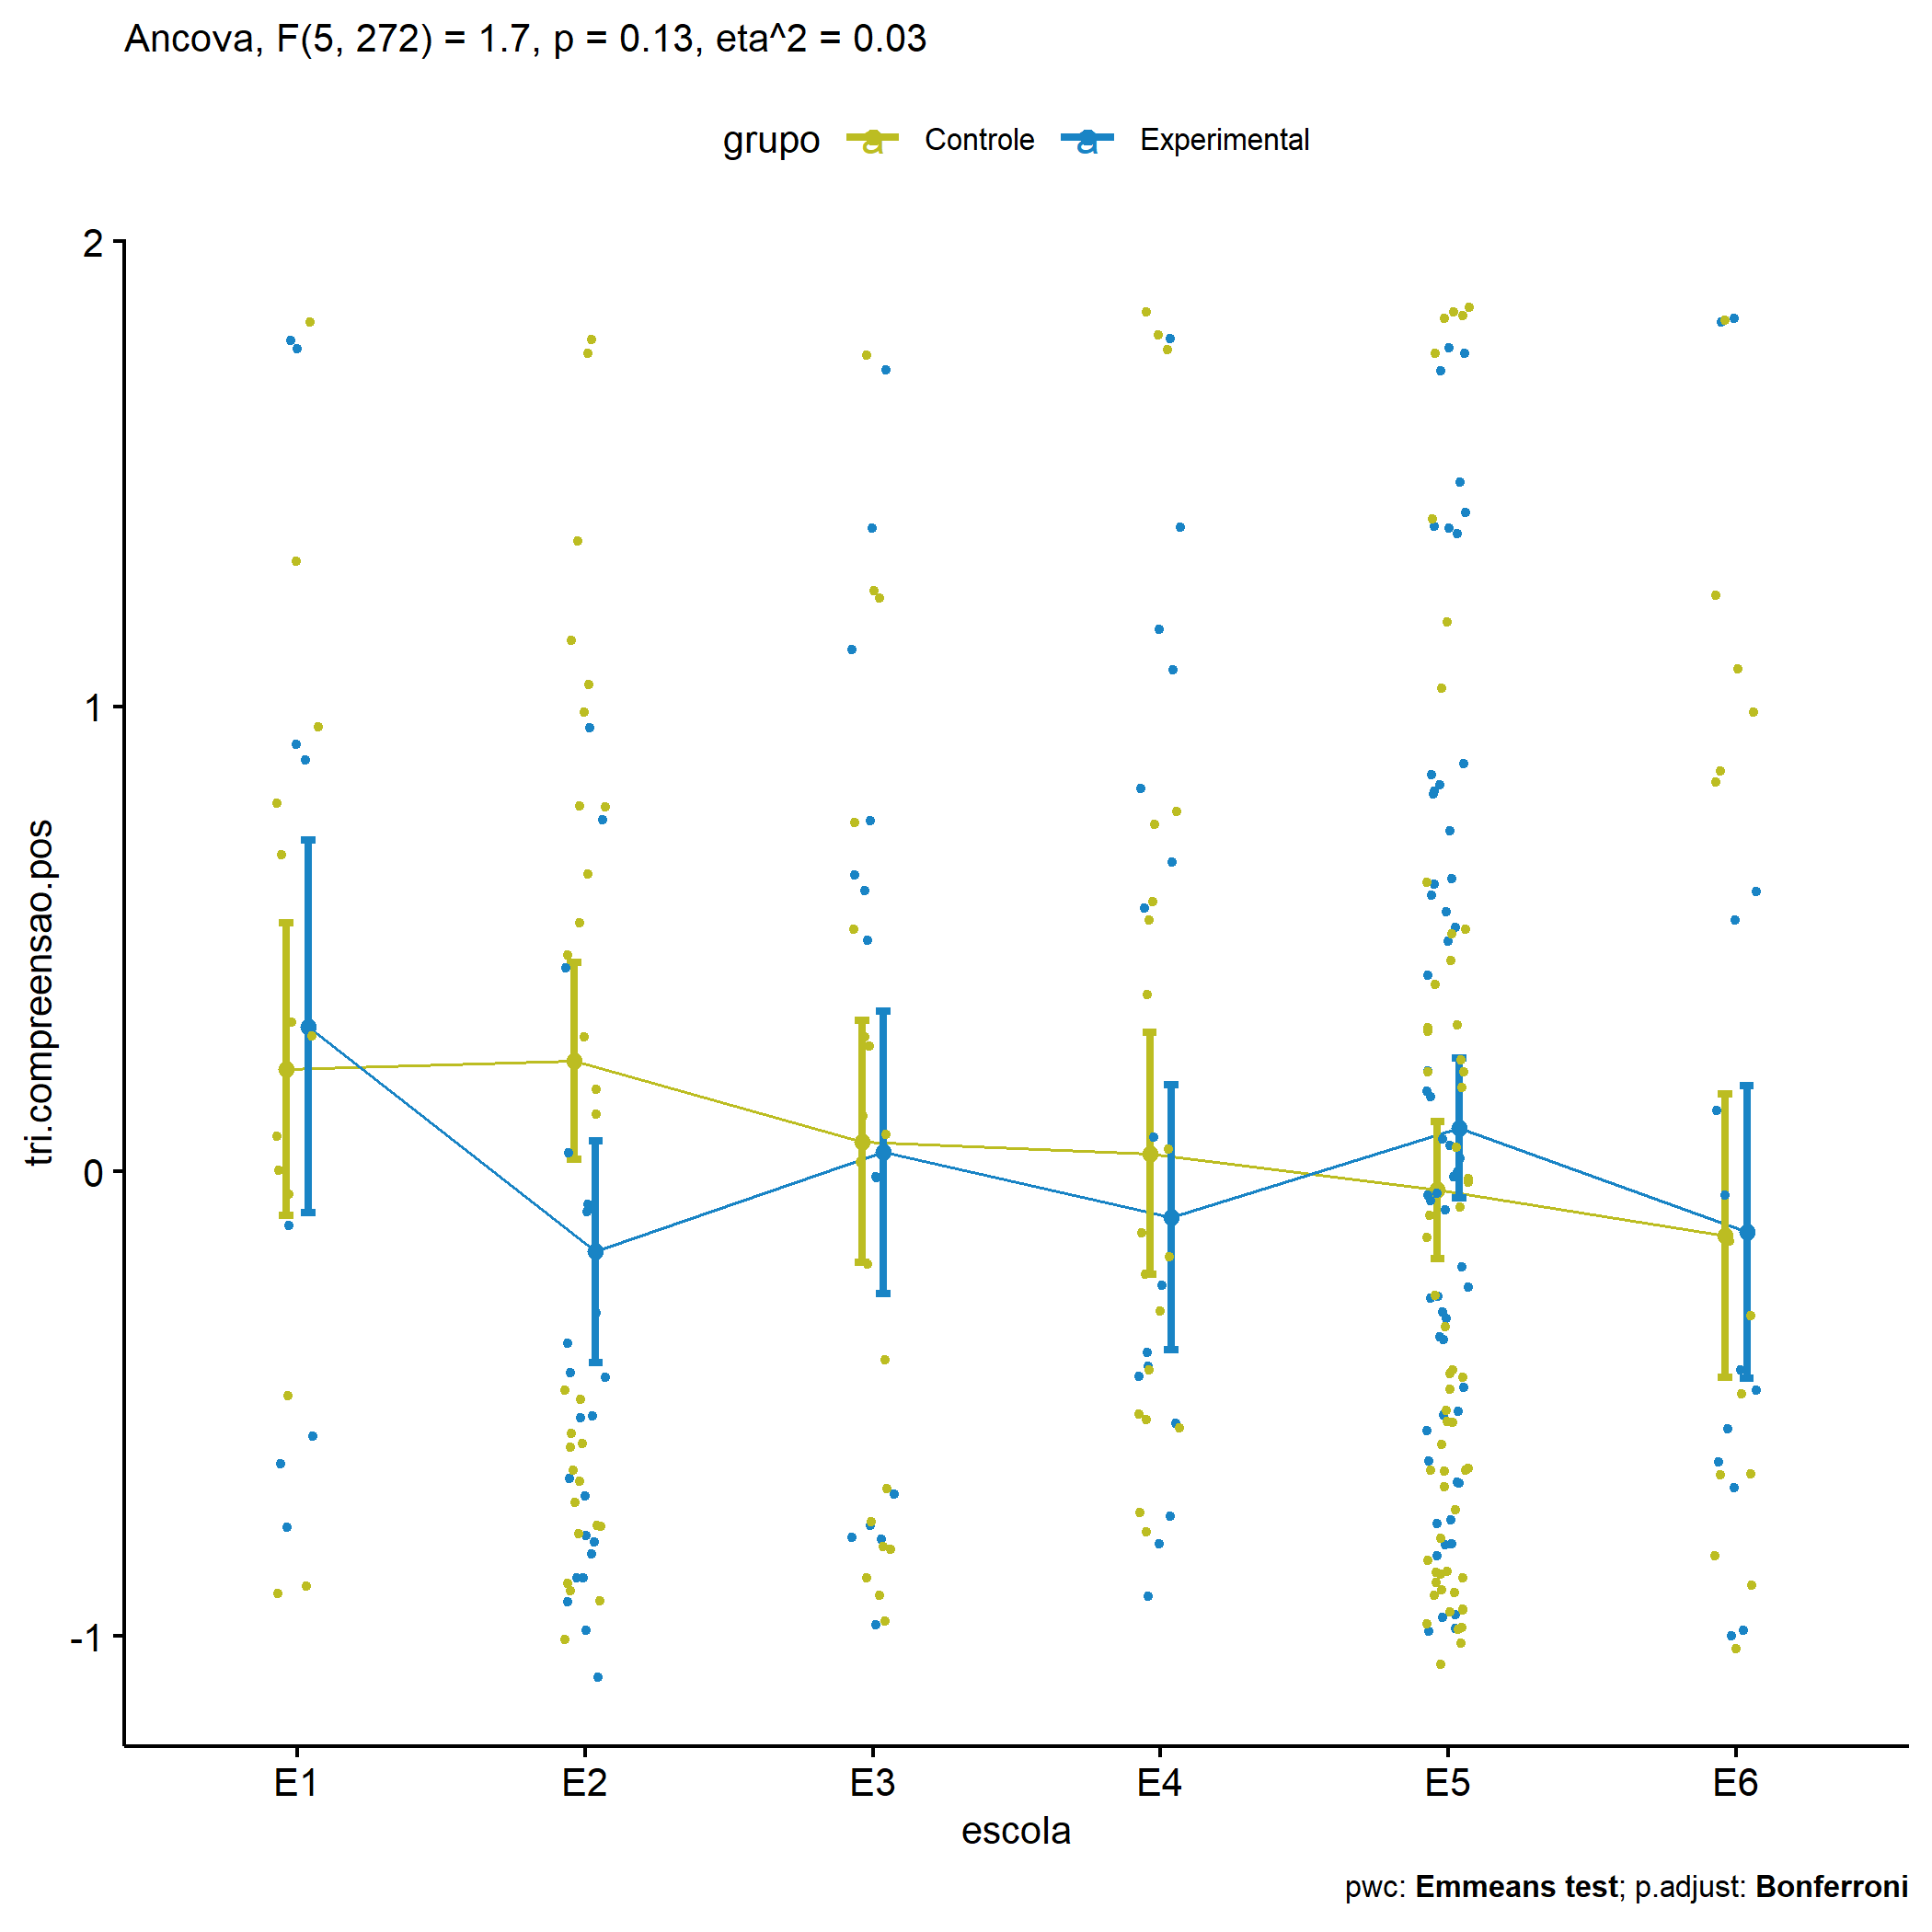 Ancova, F(5, 272) = 1.7, p = 0.13, eta^2 = 0.03
grupo a Controle a Experimental
2
1
0
-1
tri.compreensao.pos
E1 E2 E3 E4 E5 E6
escola
pwc: Emmeans test; p.adjust: Bonferroni